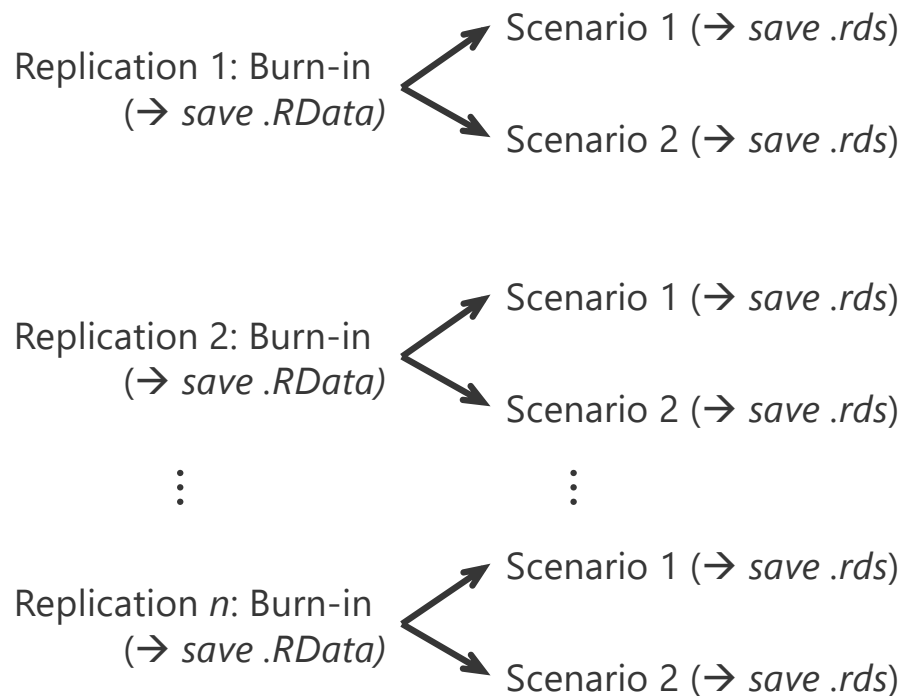 Scenario 1 (→ save .rds)
Replication 1: Burn-in
(→ save .RData)
Scenario 2 (→ save .rds)
Scenario 1 (→ save .rds)
Replication 2: Burn-in
(→ save .RData)
Scenario 2 (→ save .rds)
⋮ ⋮
Scenario 1 (→ save .rds)
Replication n: Burn-in
(→ save .RData)
Scenario 2 (→ save .rds)